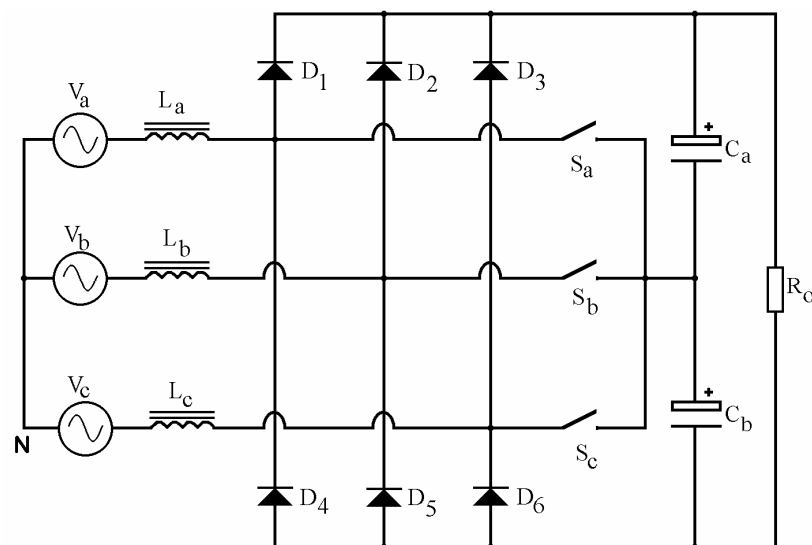 D1
D2
D3
Va
La
Sa
+
Ca
Vb
Lb
Sb
Ro
Vc
Lc
Sc
+
Cb
N
D4
D5
D6